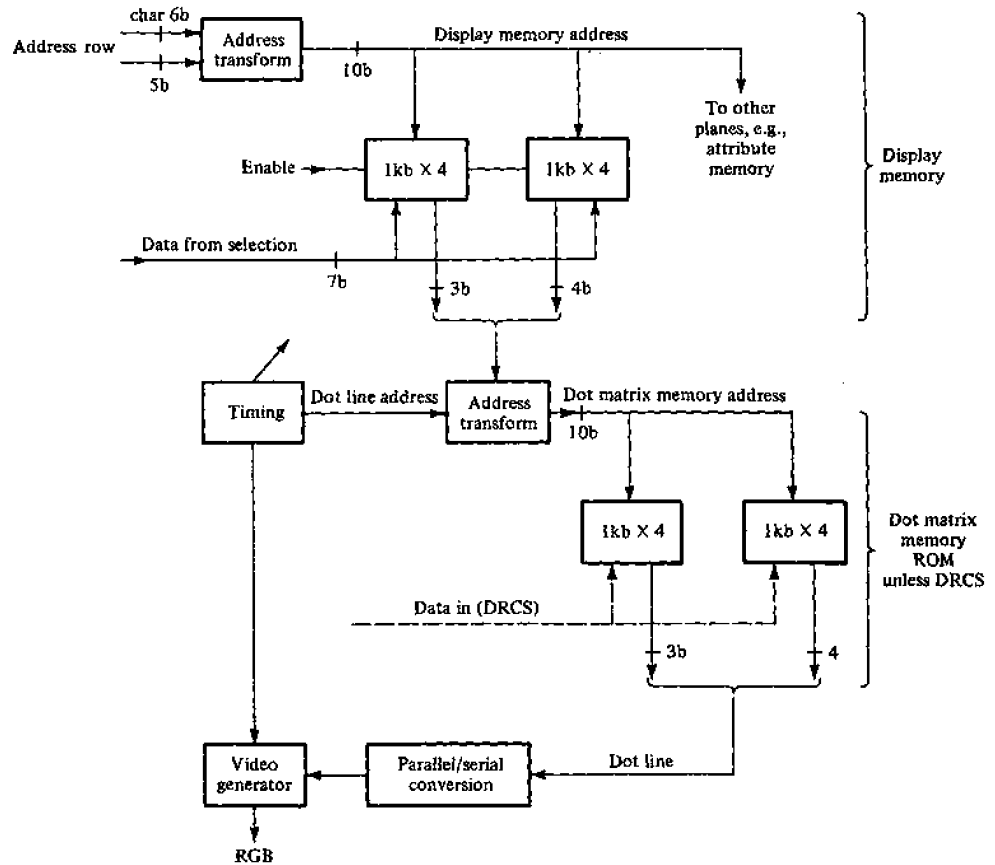 char 6b
Address row
5b
Address
transform
10b
Display memory address
To other
planes, e.g.,
attribute
memory
Display
memory
Enable
1kb X 4
1kb X 4
Data from selection
7b
3b
4b
Timing
Dot line address
Address
transform
Dot matrix memory address
10b
1kb X 4
1kb X 4
Dot matrix
memory
ROM
unless DRCS
Data in (DRCS)
3b
4
Video
generator
Parallel/serial
conversion
Dot line
RGB